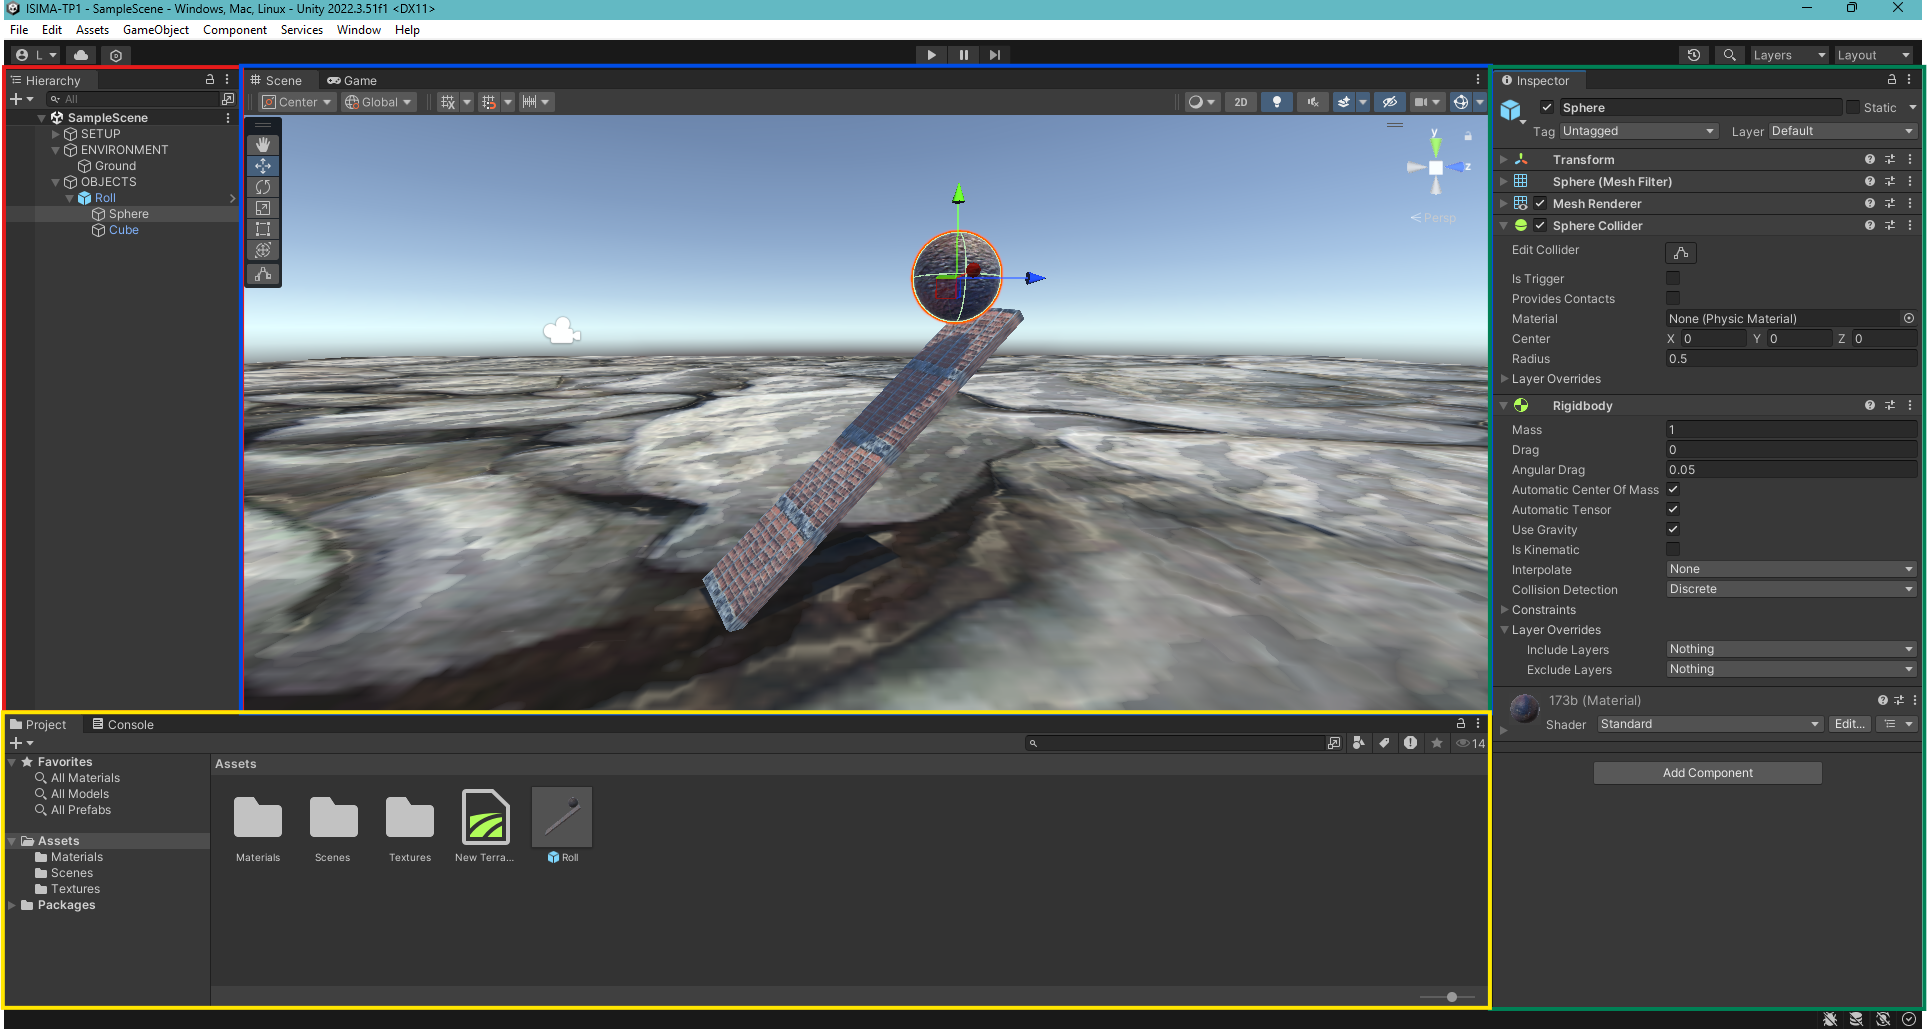 ISIMA-TP1 - SampleScene - Windows, Mac, Linux - Unity 2022.3.51f1 <DX11>
File Edit Assets GameObject Component Services Window Help
L
Layers Layout
Hierarchy
All
SampleScene
SETUP
ENVIRONMENT
Ground
OBJECTS
Roll
Sphere
Cube
Scene Game
Center Global
2D
y
z
Persp
Inspector
Sphere Static
Tag Untagged Layer Default
Transform
Sphere (Mesh Filter)
Mesh Renderer
Sphere Collider
Edit Collider
Is Trigger
Provides Contacts
Material None (Physic Material)
Center X 0 Y 0 Z 0
Radius 0.5
Layer Overrides
Rigidbody
Mass 1
Drag 0
Angular Drag 0.05
Automatic Center Of Mass
Automatic Tensor
Use Gravity
Is Kinematic
Interpolate None
Collision Detection Discrete
Constraints
Layer Overrides
Include Layers Nothing
Exclude Layers Nothing
173b (Material)
Shader Standard Edit...
Add Component
Project Console
14
Favorites
All Materials
All Models
All Prefabs
Assets
Materials
Scenes
Textures
Packages
Assets
Materials Scenes Textures New Terra... Roll